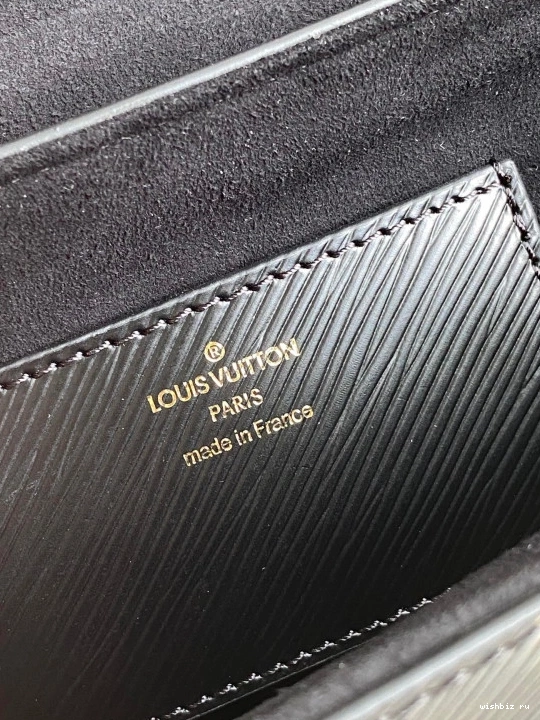 ®
LOUIS VUITTON
PARIS
made in France
wishbiz.ru